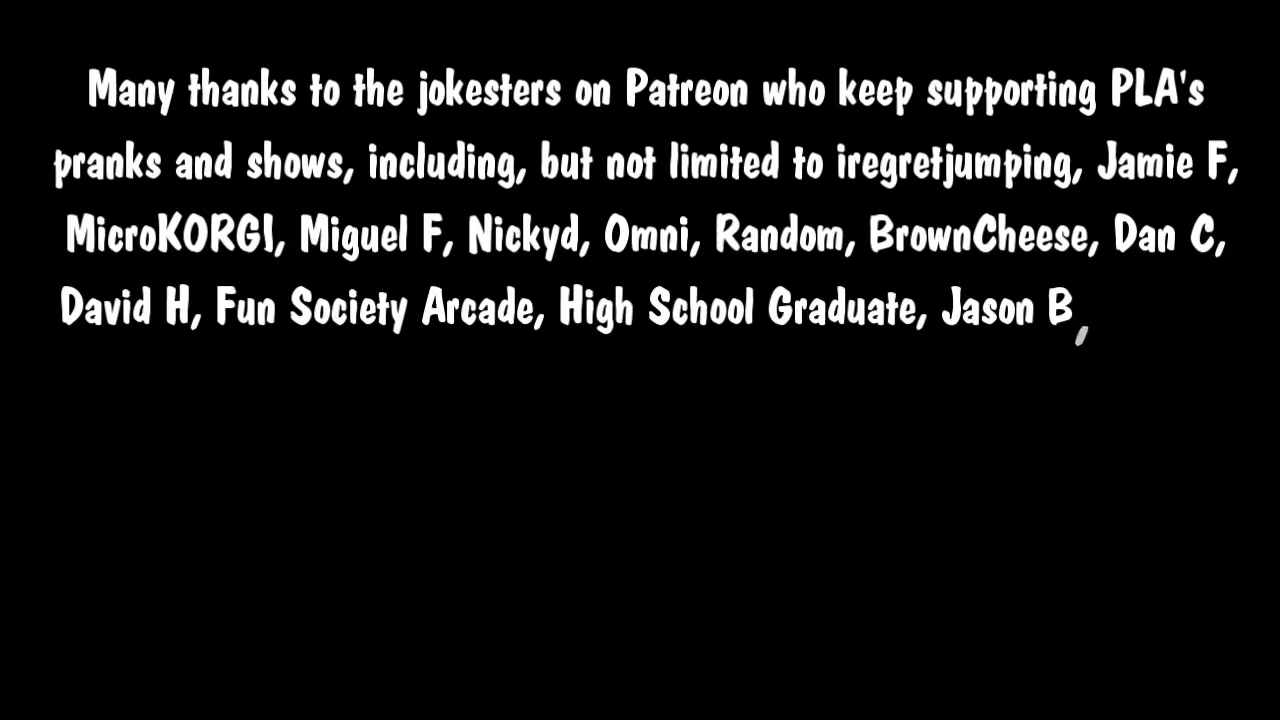 Many thanks to the jokesters on Patreon who keep supporting PLA's
pranks and shows, including, but not limited to iregretjumping, Jamie F,
MicroKORGI, Miguel F, Nickyd, Omni, Random, BrownCheese, Dan C,
David H, Fun Society Arcade, High School Graduate, Jason B,